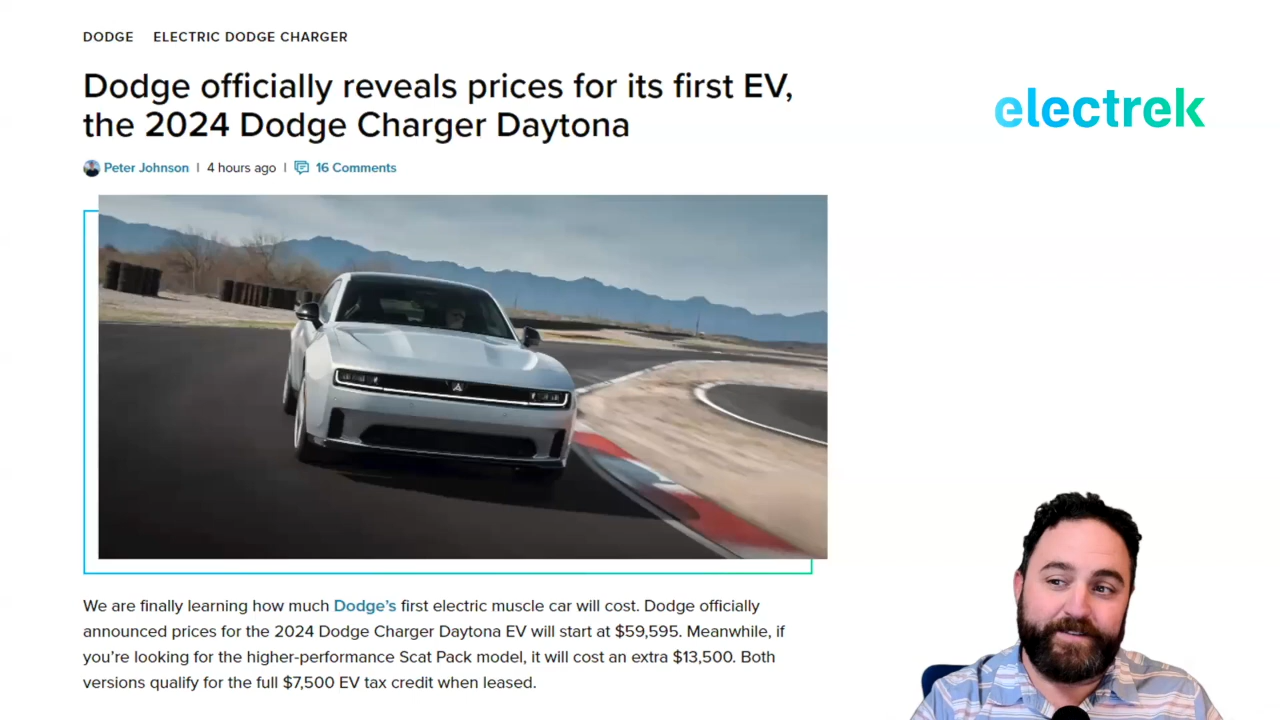 DODGE ELECTRIC DODGE CHARGER
Dodge officially reveals prices for its first EV,
the 2024 Dodge Charger Daytona
electrek
Peter Johnson | 4 hours ago | 16 Comments
We are finally learning how much Dodge’s first electric muscle car will cost. Dodge officially
announced prices for the 2024 Dodge Charger Daytona EV will start at $59,595. Meanwhile, if
you’re looking for the higher-performance Scat Pack model, it will cost an extra $13,500. Both
versions qualify for the full $7,500 EV tax credit when leased.